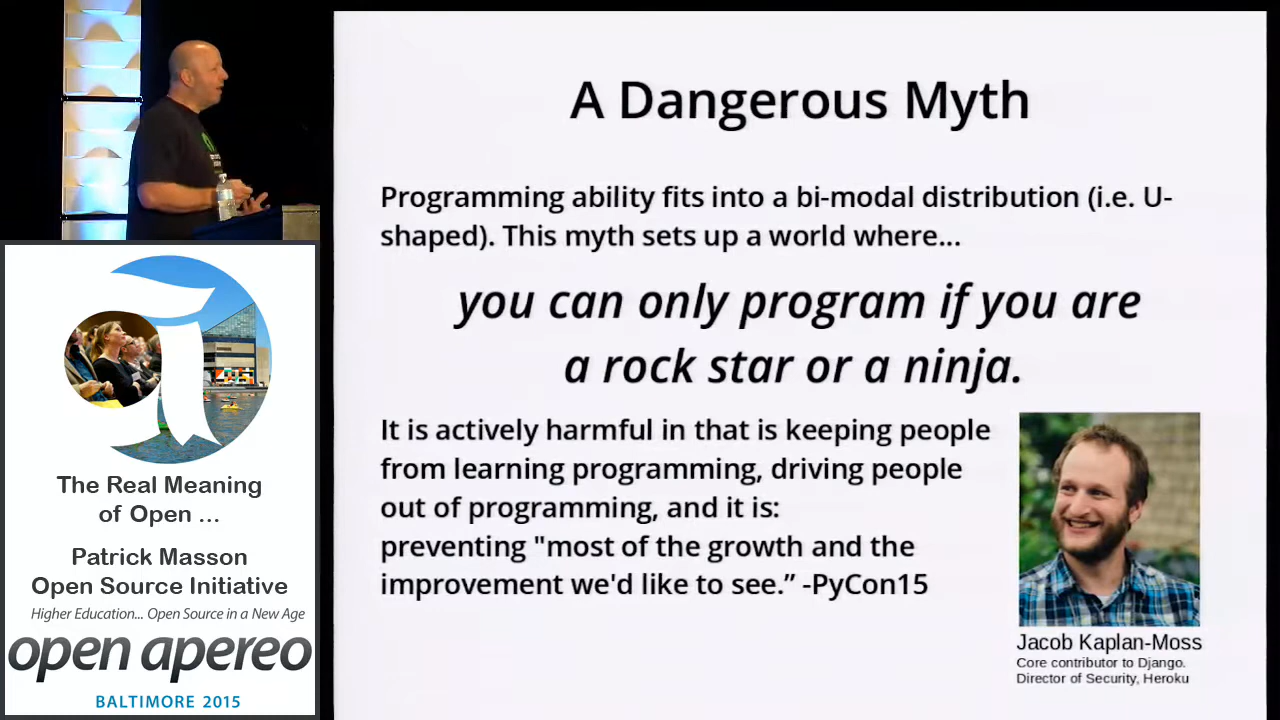 A Dangerous Myth
Programming ability fits into a bi-modal distribution (i.e. U-
shaped). This myth sets up a world where...
you can only program if you are
a rock star or a ninja.
It is actively harmful in that is keeping people
from learning programming, driving people
out of programming, and it is:
preventing "most of the growth and the
improvement we'd like to see.” -PyCon15
Jacob Kaplan-Moss
Core contributor to Django.
Director of Security, Heroku
The Real Meaning
of Open ...
Patrick Masson
Open Source Initiative
Higher Education... Open Source in a New Age
open apereo
BALTIMORE 2015